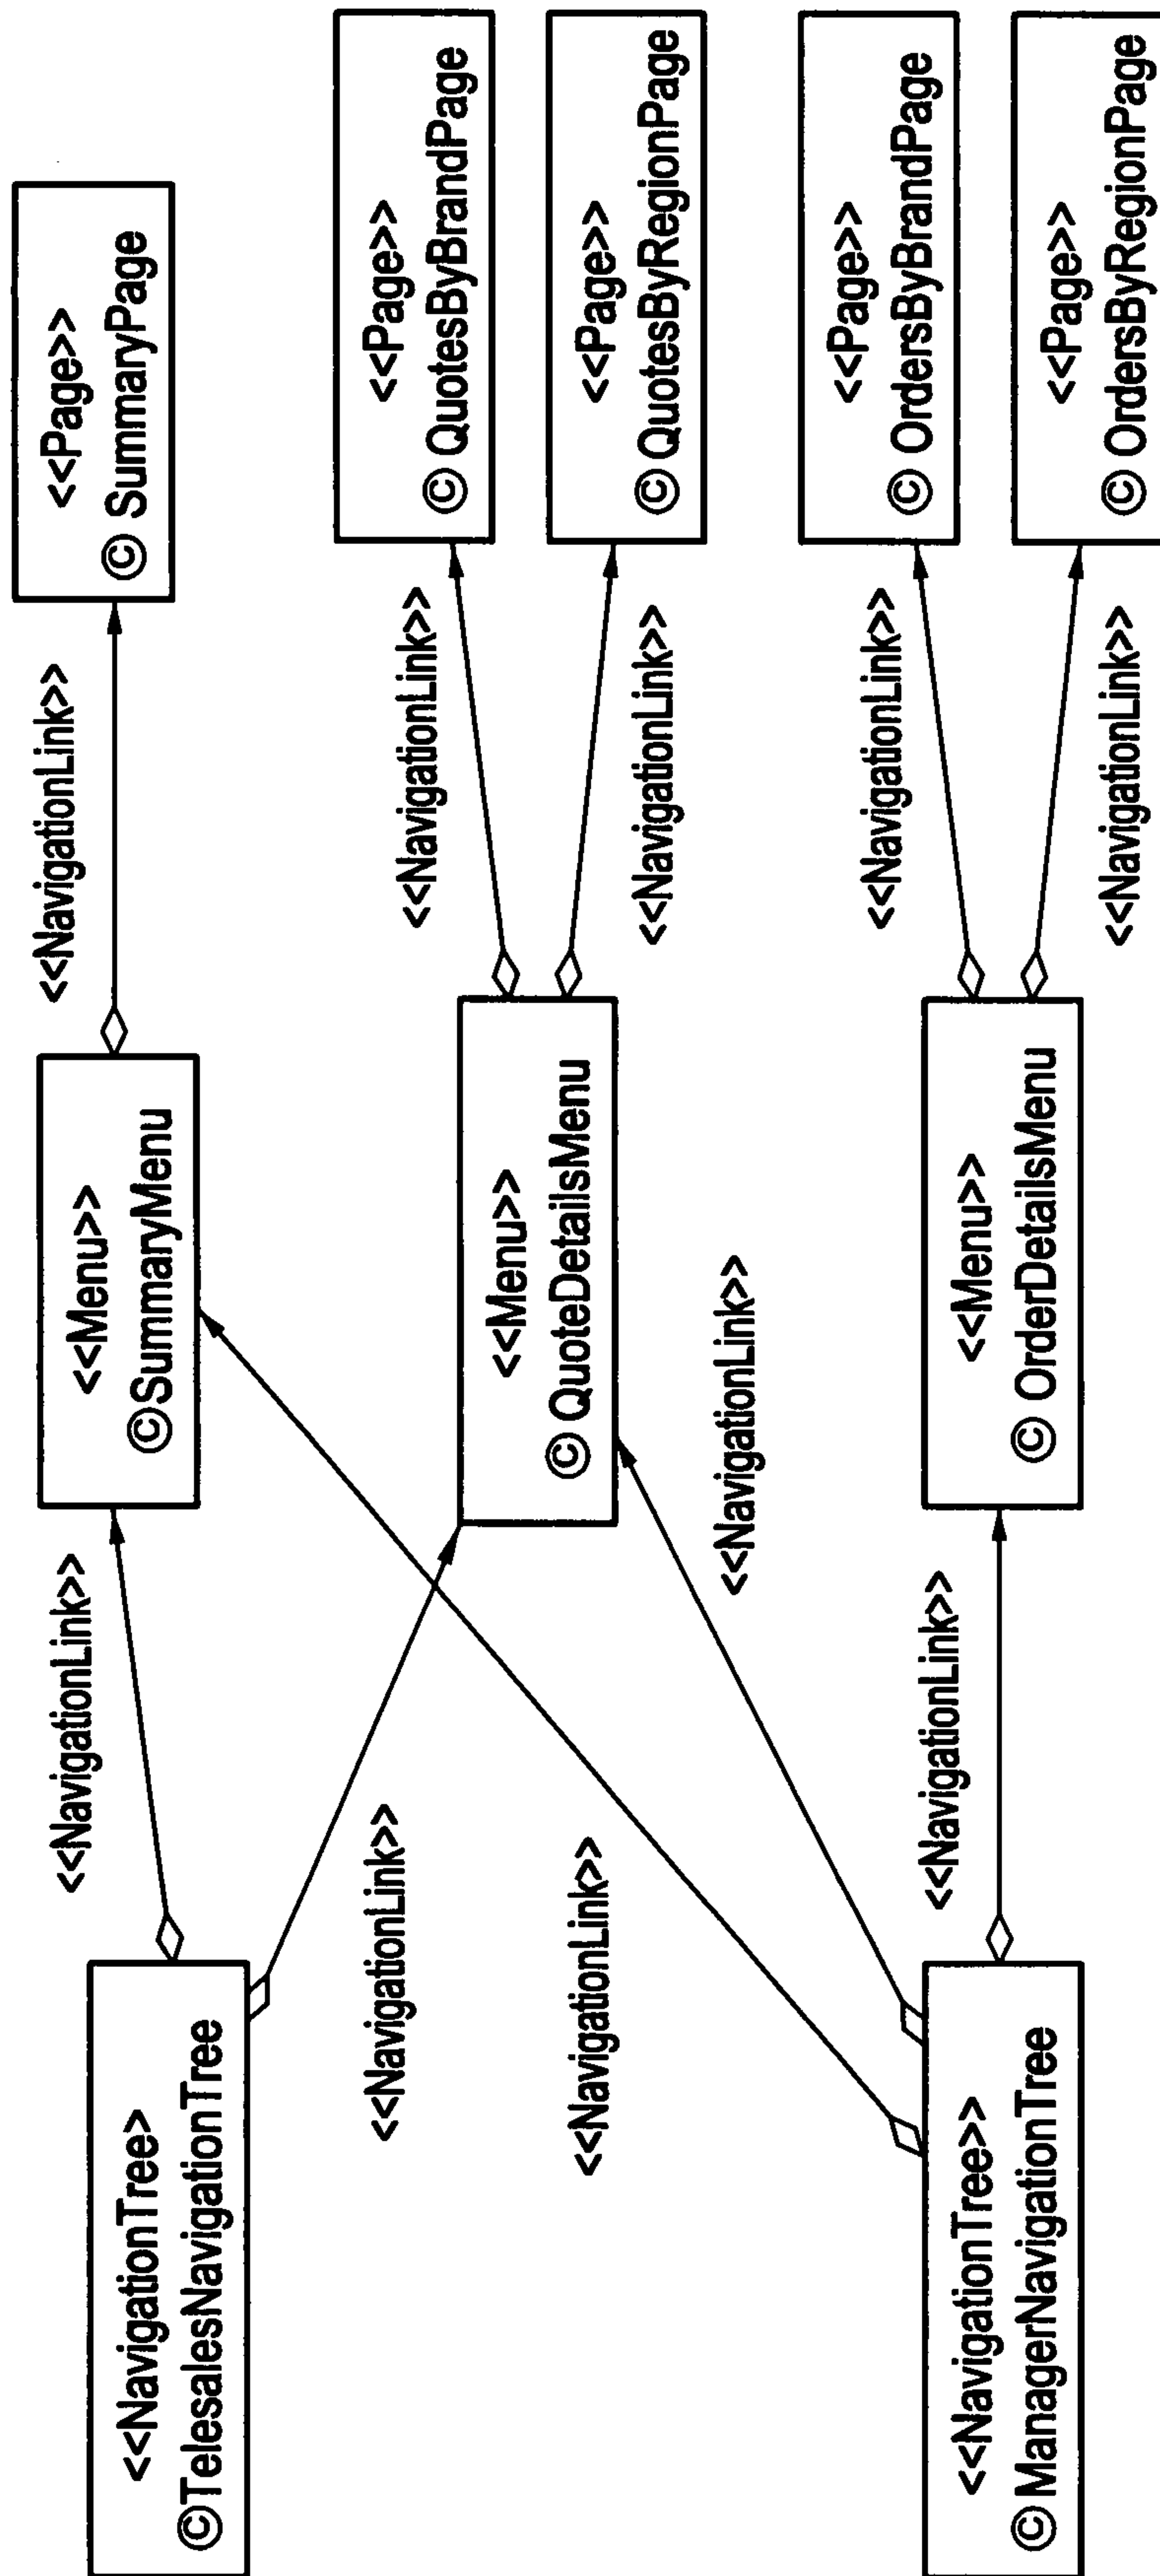 <<NavigationTree>
©TelesalesNavigationTree
<<NavigationLink>>
<<Menu>>
©SummaryMenu
<<NavigationLink>>
<<Page>>
© SummaryPage
<<NavigationLink>>
<<NavigationLink>>
<<Page>>
© QuotesByBrandPage
<<Menu>>
© QuoteDetailsMenu
<<NavigationLink>>
<<NavigationLink>>
<<Page>>
© QuotesByRegionPage
<<NavigationLink>>
<<NavigationLink>>
<<Page>>
© OrdersByBrandPage
<<NavigationTree>>
© ManagerNavigationTree
<<NavigationLink>>
<<Menu>>
© OrderDetailsMenu
<<NavigationLink>>
<<Page>>
© OrdersByRegionPage